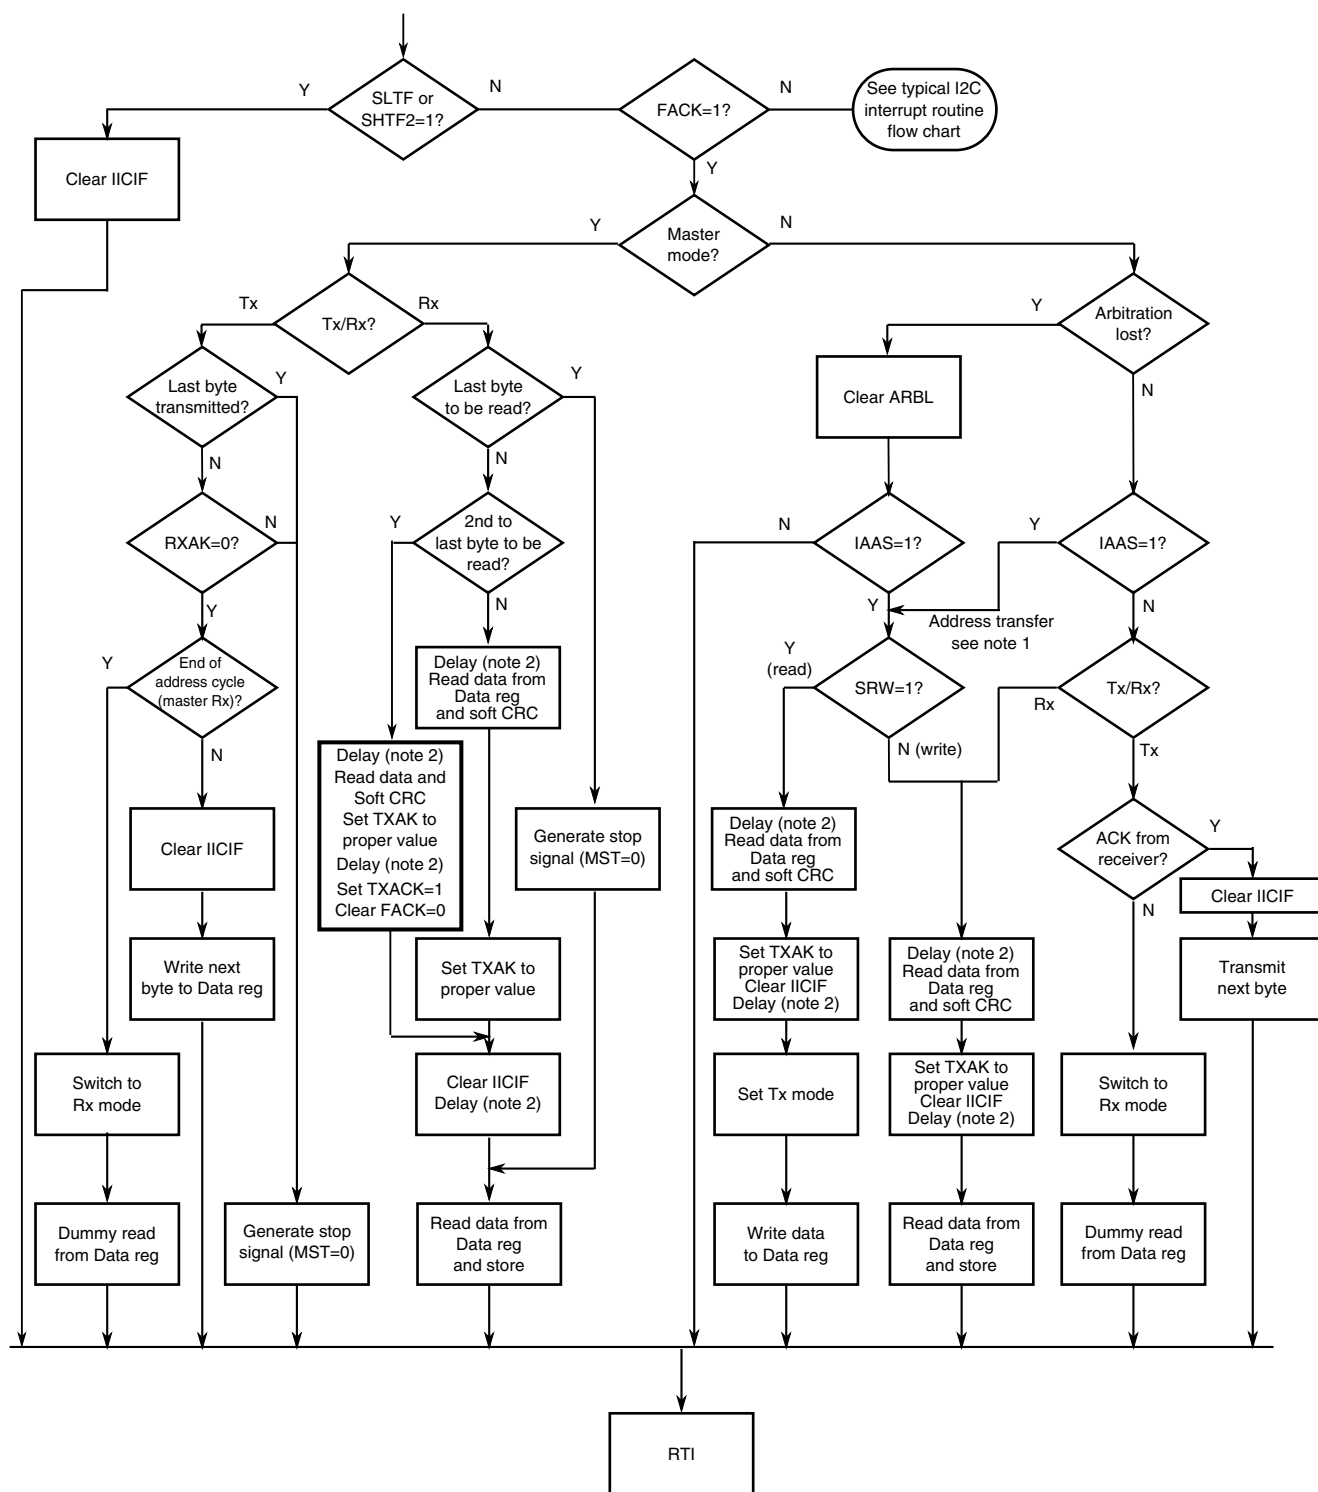 Y
SLTF or
SHTF2=1?
N
FACK=1?
N
See typical I2C
interrupt routine
flow chart
Clear IICIF
Y
Y
Master
mode?
N
Tx
Tx/Rx?
Rx
Y
Arbitration
lost?
Last byte
transmitted?
Y
Last byte
to be read?
Y
Clear ARBL
N
N
N
RXAK=0?
N
Y
2nd to
last byte to be
read?
N
IAAS=1?
Y
IAAS=1?
Y
N
Y
Address transfer
see note 1
N
Y
End of
address cycle
(master Rx)?
Delay (note 2)
Read data from
Data reg
and soft CRC
Y
(read)
SRW=1?
Rx
Tx/Rx?
N
N (write)
Tx
Delay (note 2)
Read data and
Soft CRC
Set TXAK to
proper value
Delay (note 2)
Set TXACK=1
Clear FACK=0
Clear IICIF
Generate stop
signal (MST=0)
Delay (note 2)
Read data from
Data reg
and soft CRC
ACK from
receiver?
Y
Clear IICIF
N
Write next
byte to Data reg
Set TXAK to
proper value
Set TXAK to
proper value
Clear IICIF
Delay (note 2)
Delay (note 2)
Read data from
Data reg
and soft CRC
Transmit
next byte
Switch to
Rx mode
Clear IICIF
Delay (note 2)
Set Tx mode
Set TXAK to
proper value
Clear IICIF
Delay (note 2)
Switch to
Rx mode
Dummy read
from Data reg
Generate stop
signal (MST=0)
Read data from
Data reg
and store
Write data
to Data reg
Read data from
Data reg
and store
Dummy read
from Data reg
RTI